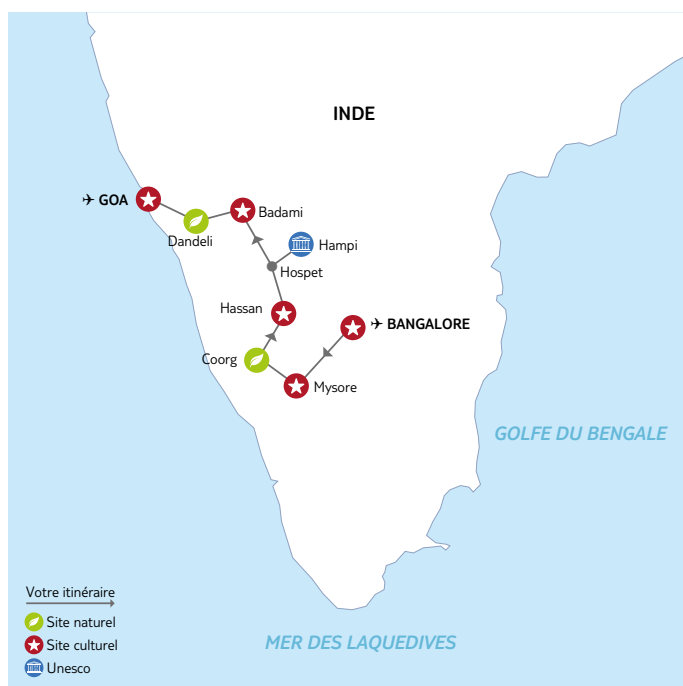 INDE
GOA
Badami
Dandeli
Hampi
Hospet
Hassan
BANGALORE
Coorg
Mysore
GOLFE DU BENGALE
MER DES LAQUEDIVES
Votre itinéraire
Site naturel
Site culturel
Unesco